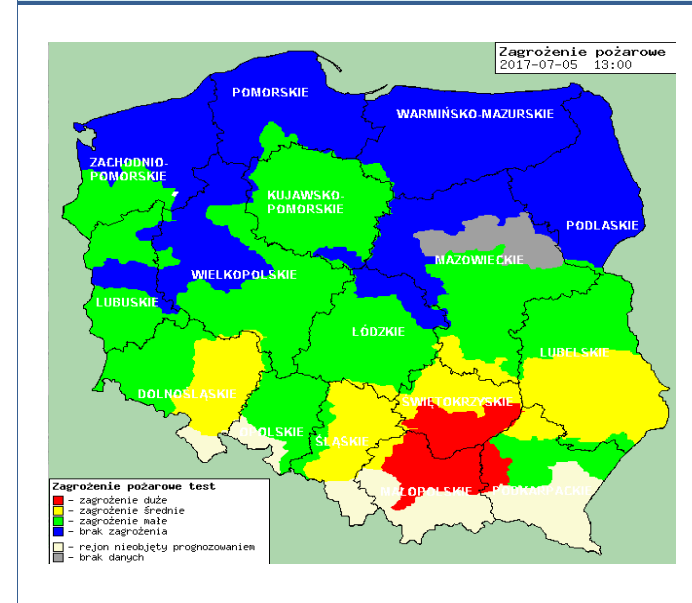 Zagrożenie pożarowe
2017-07-05 13:00
POMORSKIE
WARMIŃSKO-MAZURSKIE
ZACHODNIO-
POMORSKIE
KUJAWSKO-
POMORSKIE
PODLASKIE
MAZOWIECKIE
WIELKOPOLSKIE
LUBUSKIE
ŁÓDZKIE
LUBELSKIE
DOLNOŚLĄSKIE
ŚWIĘTOKRZYSKIE
OPOLSKIE
ŚLĄSKIE
MAŁOPOLSKIE
PODKARPACKIE
Zagrożenie pożarowe test
- zagrożenie duże
- zagrożenie średnie
- zagrożenie małe
- brak zagrożenia
- rejon nieobjęty prognozowaniem
- brak danych